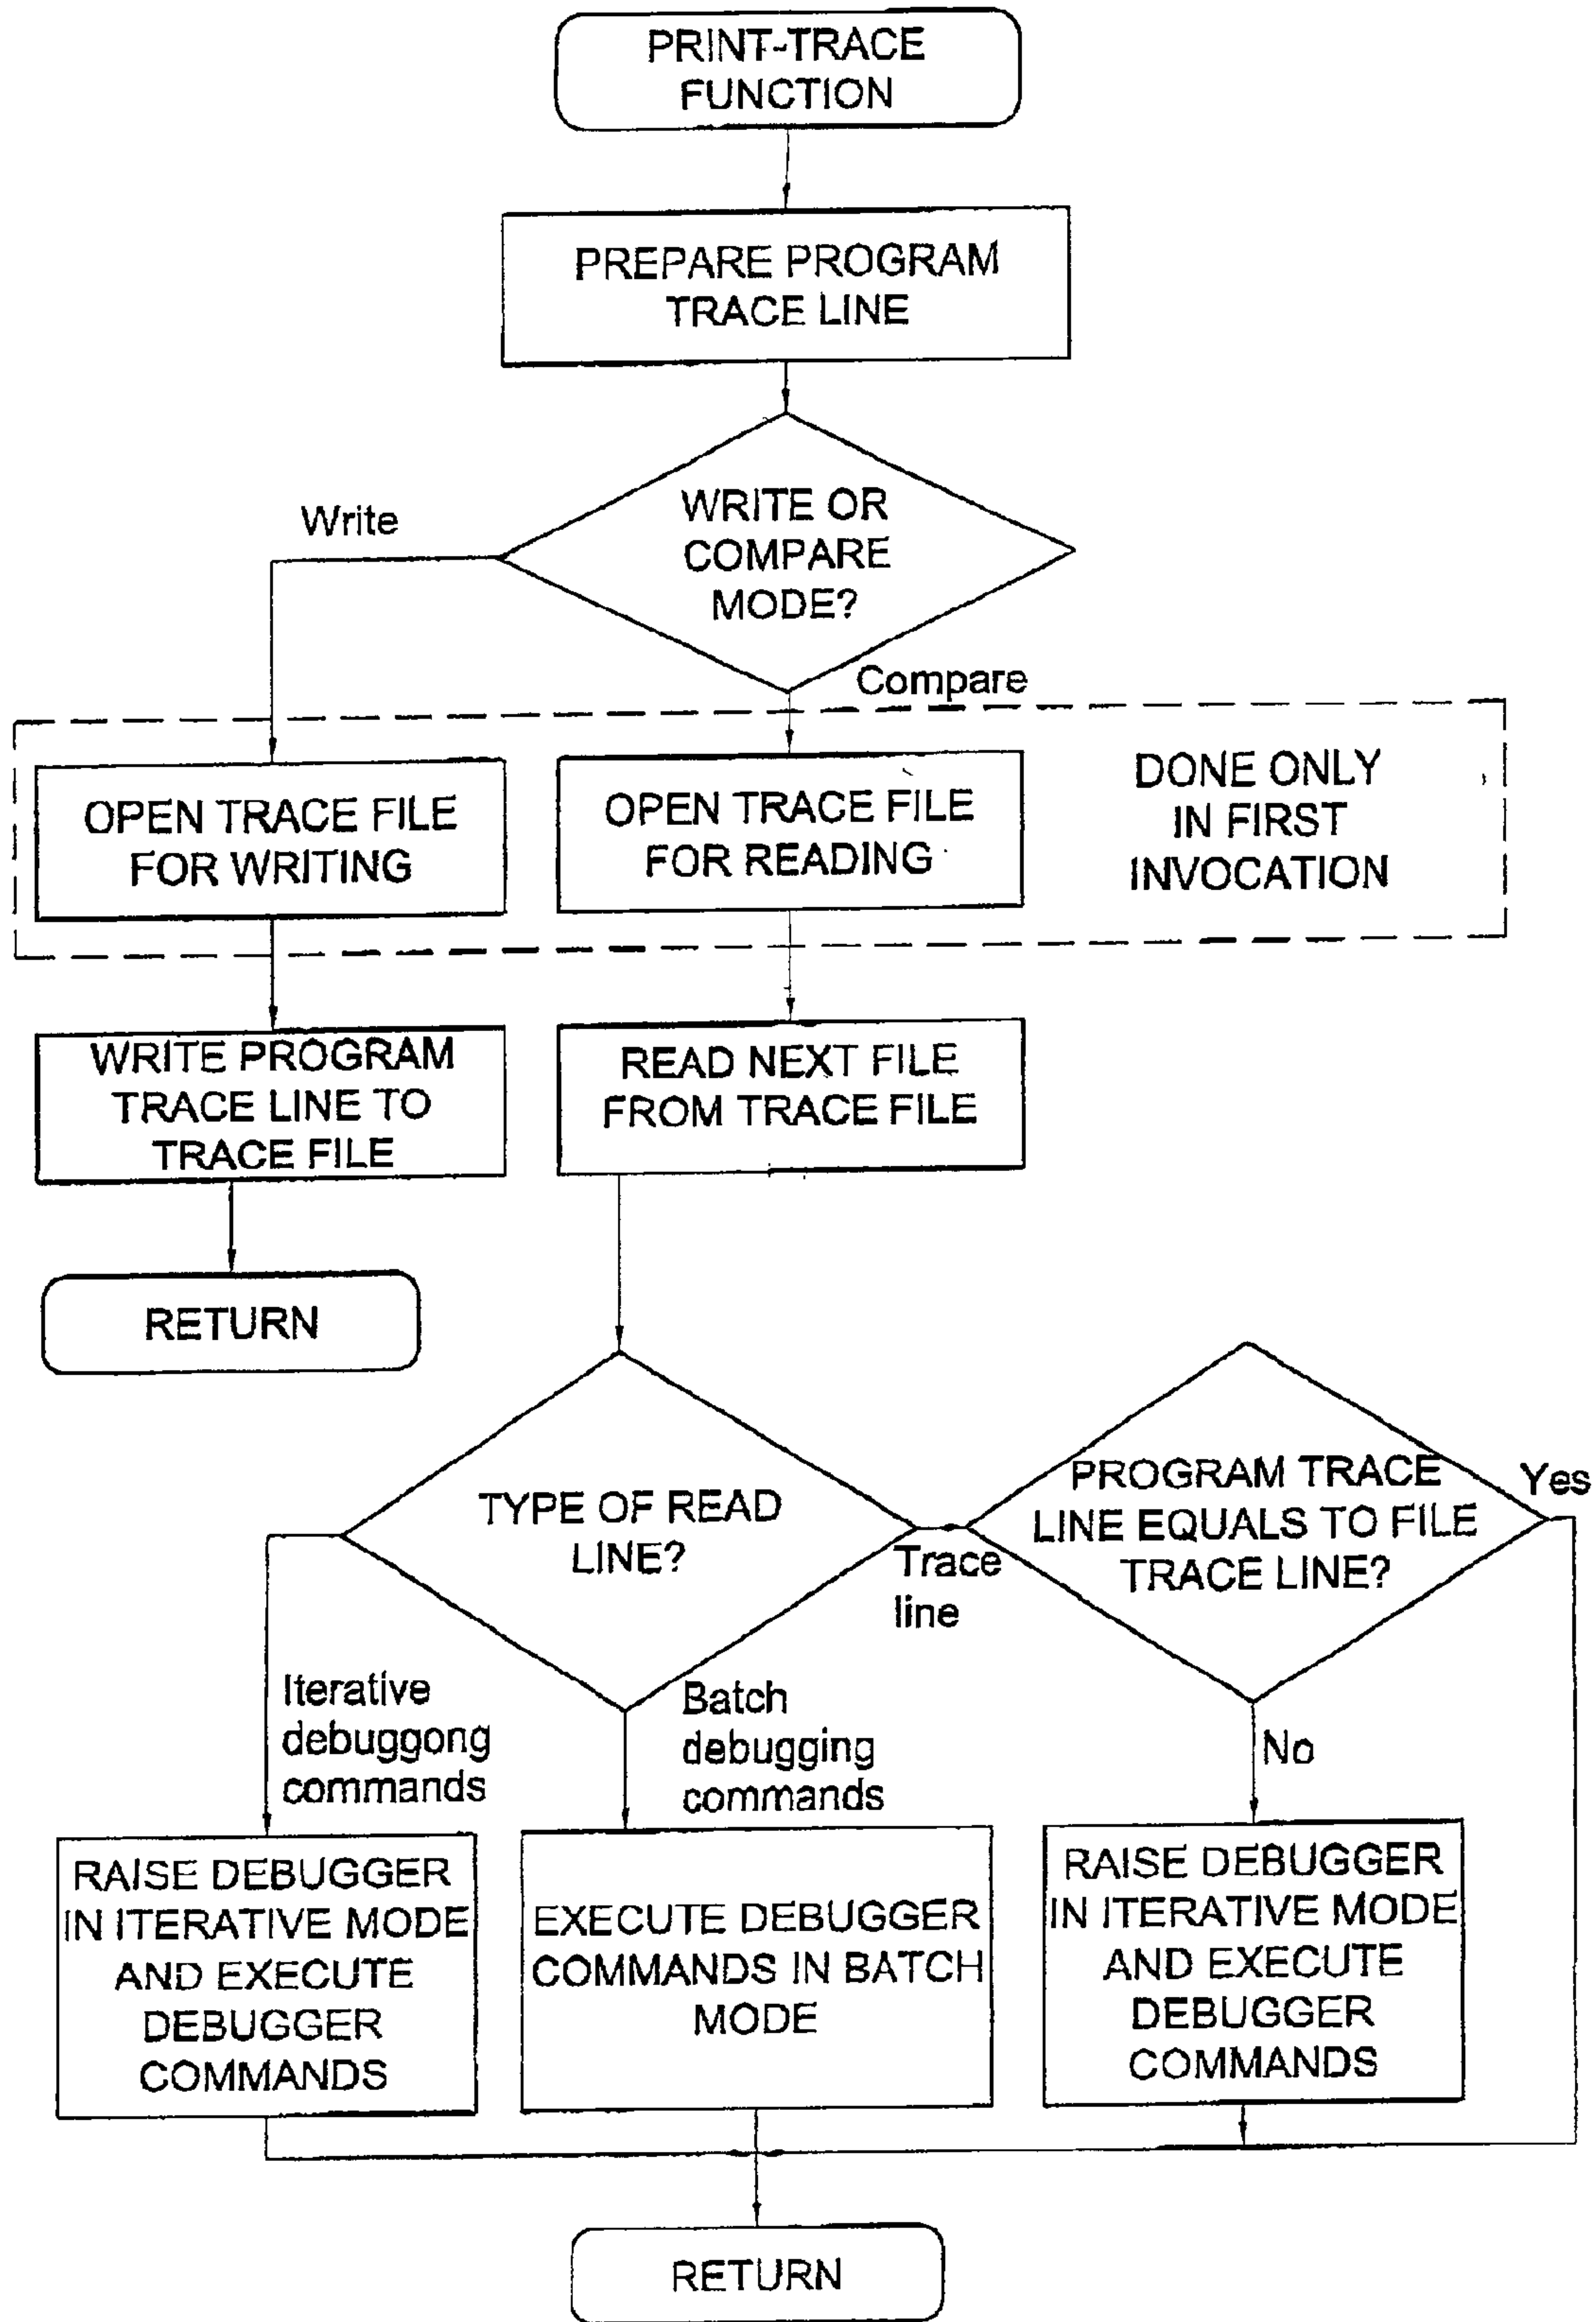 PRINT-TRACE
FUNCTION
PREPARE PROGRAM
TRACE LINE
WRITE OR
COMPARE
MODE?
Write
Compare
OPEN TRACE FILE
FOR WRITING
OPEN TRACE FILE
FOR READING
DONE ONLY
IN FIRST
INVOCATION
WRITE PROGRAM
TRACE LINE TO
TRACE FILE
READ NEXT FILE
FROM TRACE FILE
RETURN
TYPE OF READ
LINE?
Trace
line
PROGRAM TRACE
LINE EQUALS TO FILE
TRACE LINE?
Yes
Iterative
debuggong
commands
Batch
debugging
commands
No
RAISE DEBUGGER
IN ITERATIVE MODE
AND EXECUTE
DEBUGGER
COMMANDS
EXECUTE DEBUGGER
COMMANDS IN BATCH
MODE
RAISE DEBUGGER
IN ITERATIVE MODE
AND EXECUTE
DEBUGGER
COMMANDS
RETURN